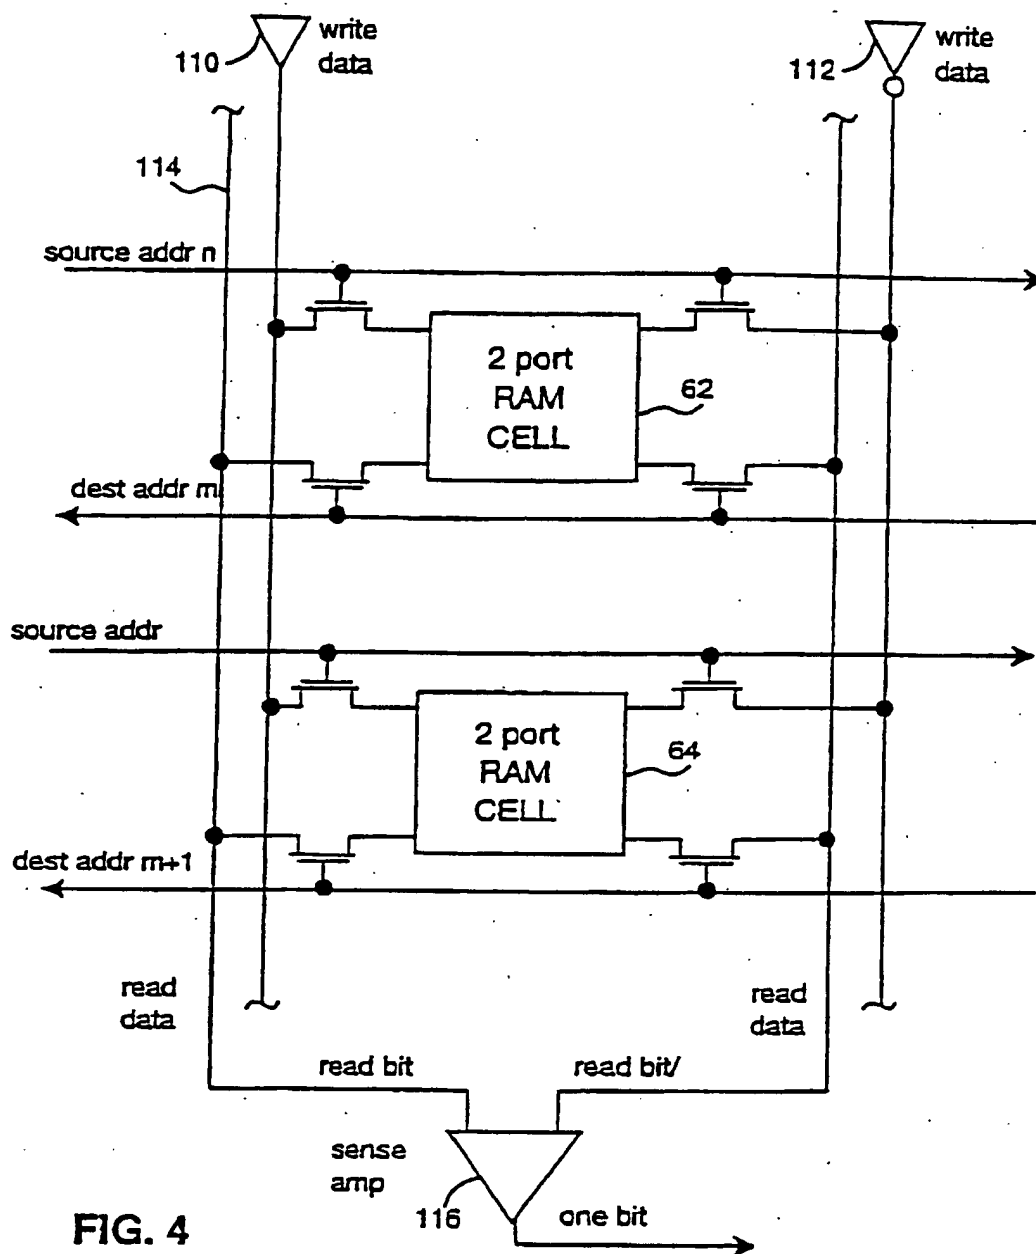 write
data
110
write
data
112
114
source addr n
2 port
RAM
CELL
62
dest addr m
source addr
2 port
RAM
CELL
64
dest addr m+1
read
data
read
data
read bit
read bit/
sense
amp
116
one bit
FIG. 4